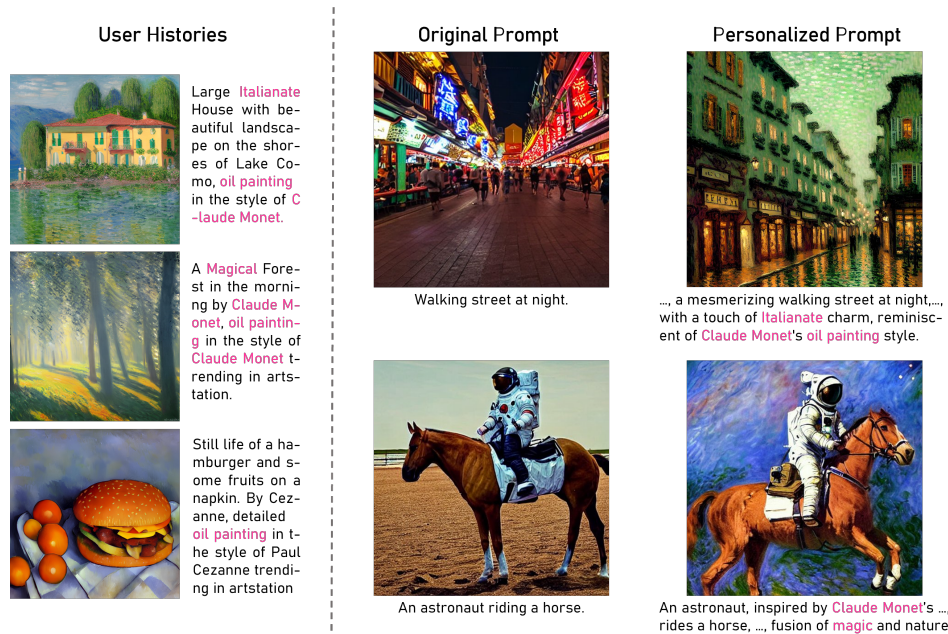 User Histories
Large Italianate
House with be-
autiful landsca-
pe on the shor-
es of Lake Co-
mo, oil painting
in the style of C
-laude Monet.
A Magical Fore-
st in the morni-
ng by Claude M-
onet, oil paintin-
g in the style of
Claude Monet t-
rending in arts-
tation.
Still life of a ha-
mburger and s-
ome fruits on a
napkin. By Cez-
anne, detailed
oil painting in t-
he style of Paul
Cezanne trendi-
ng in artstation
Original Prompt
Walking street at night.
An astronaut riding a horse.
Personalized Prompt
..., a mesmerizing walking street at night,...,
with a touch of Italianate charm, reminisc-
ent of Claude Monet's oil painting style.
An astronaut, inspired by Claude Monet's ...,
rides a horse, ..., fusion of magic and nature